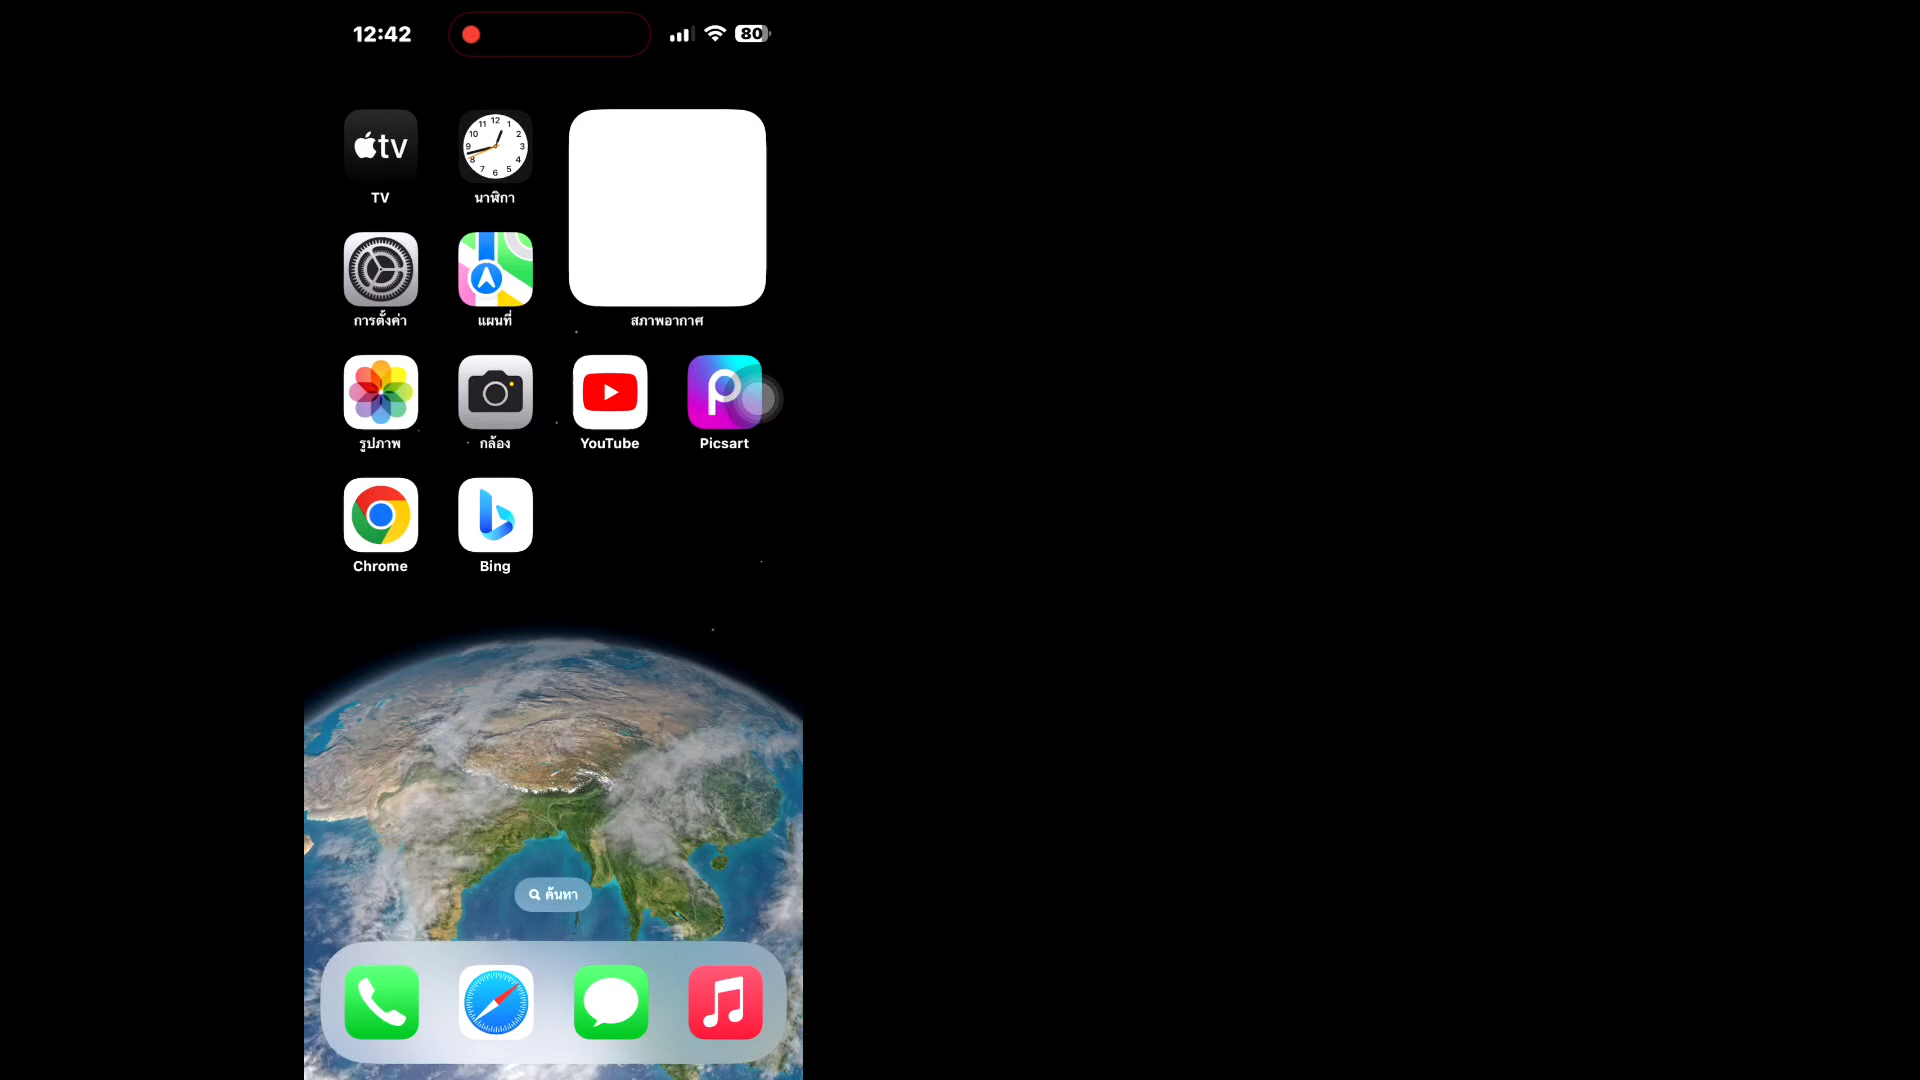 12:42
80
tv
TV
นาฬิกา
การตั้งค่า
แผนที่
สภาพอากาศ
รูปภาพ
กล้อง
YouTube
Picsart
Chrome
Bing
ค้นหา